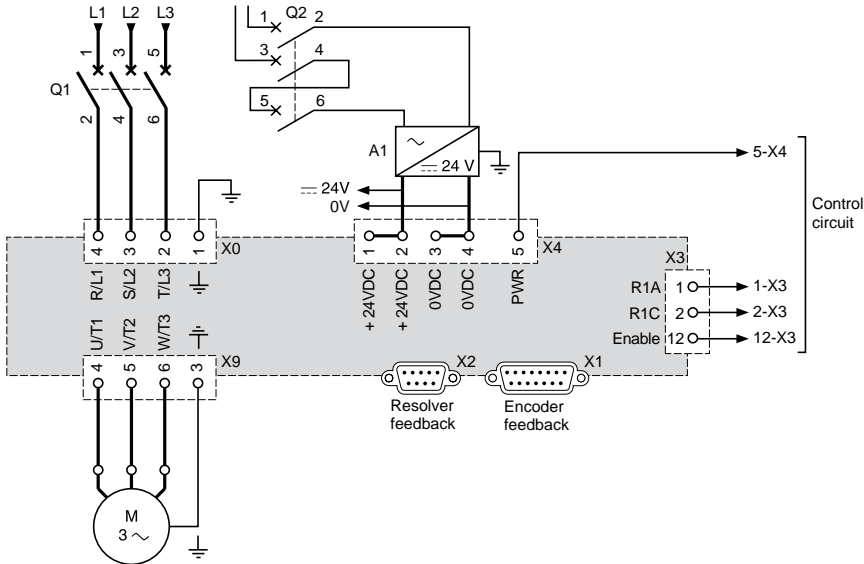 L1 L2 L3
1 3 5
Q1
2 4 6
1 Q2 2
3 4
5 6
A1
24 V
24V
0V
5-X4
Control
circuit
4 3 2 1 X0
R/L1 S/L2 T/L3
1 2 3 4 5 X4
+24VDC +24VDC 0VDC 0VDC PWR
X3
R1A 1 1-X3
R1C 2 2-X3
Enable 12 12-X3
U/T1 V/T2 W/T3
4 5 6 3 X9
X2 X1
Resolver
feedback
Encoder
feedback
M
3